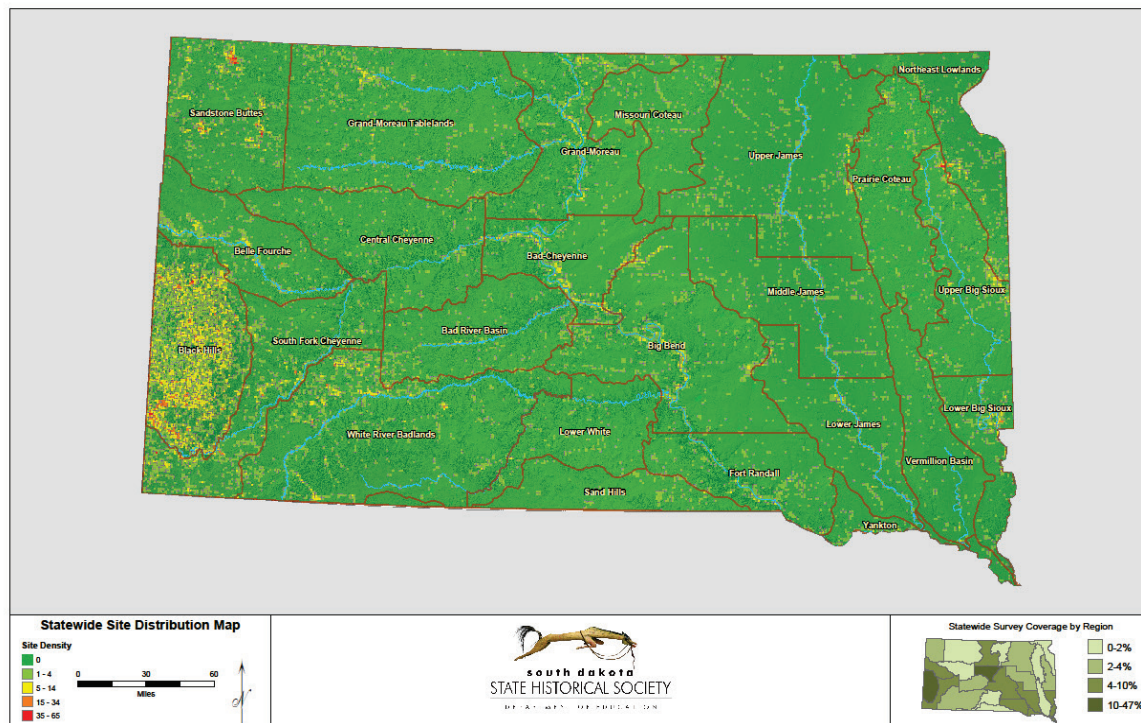 Northeast Lowlands
Sandstone Buttes
Grand-Moreau Tablelands
Missouri Coteau
Grand-Moreau
Upper James
Prairie Coteau
Belle Fourche
Central Cheyenne
Bad-Cheyenne
Middle James
Upper Big Sioux
Black Hills
South Fork Cheyenne
Bad River Basin
Big Bend
White River Badlands
Lower White
Lower James
Lower Big Sioux
Vermillion Basin
Fort Randall
Sand Hills
Yankton
Statewide Site Distribution Map
Site Density
0
1 - 4
5 - 14
15 - 34
35 - 65
0 30 60
Miles
N
south dakota
STATE HISTORICAL SOCIETY
DEPARTMENT OF EDUCATION
Statewide Survey Coverage by Region
0-2%
2-4%
4-10%
10-47%